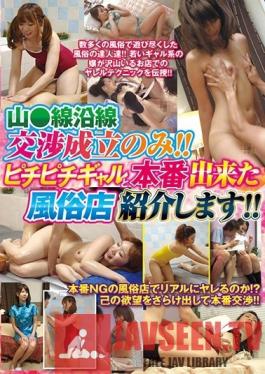 数多くの風俗で遊び尽くした
風俗の達人達!!若いギャル系の
嬢が沢山いるお店での
ヤレルテクニックを伝授!!
山●線沿線
交渉成立のみ!!
ピチピチギャルと本番出来た
風俗店紹介します!!
本番NGの風俗店でリアルにヤレるのか!?
己の欲望をさらけ出して本番交渉!!
JAVSEEN.TV
FREE JAV LIBRARY